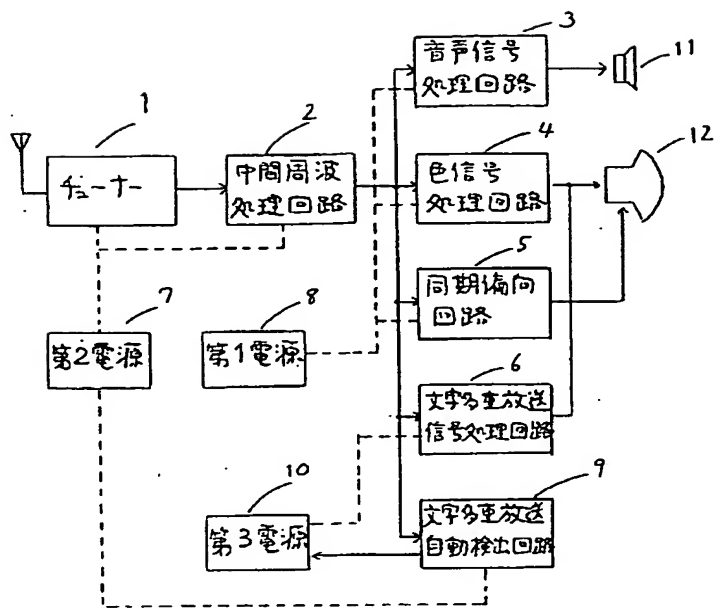 3
音声信号
処理回路
11
1
2
4
12
チューナー
中間周波
処理回路
色信号
処理回路
5
同期偏向
回路
7
8
第2電源
第1電源
6
文字多重放送
信号処理回路
10
9
第3電源
文字多重放送
自動検出回路